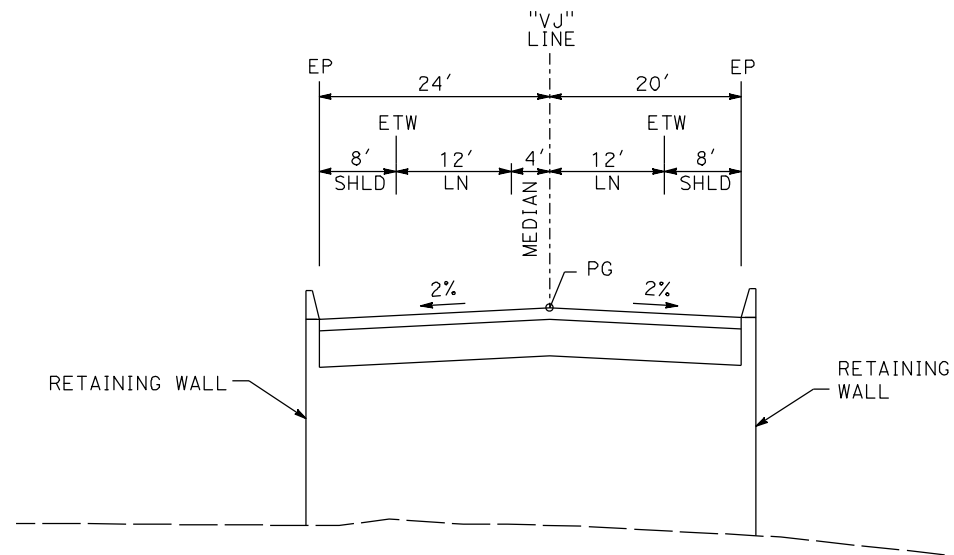 "VJ"
LINE
EP
EP
24′
20′
ETW
ETW
8′
12′
4′
12′
8′
SHLD
LN
MEDIAN
LN
SHLD
PG
2%
2%
RETAINING WALL
RETAINING
WALL